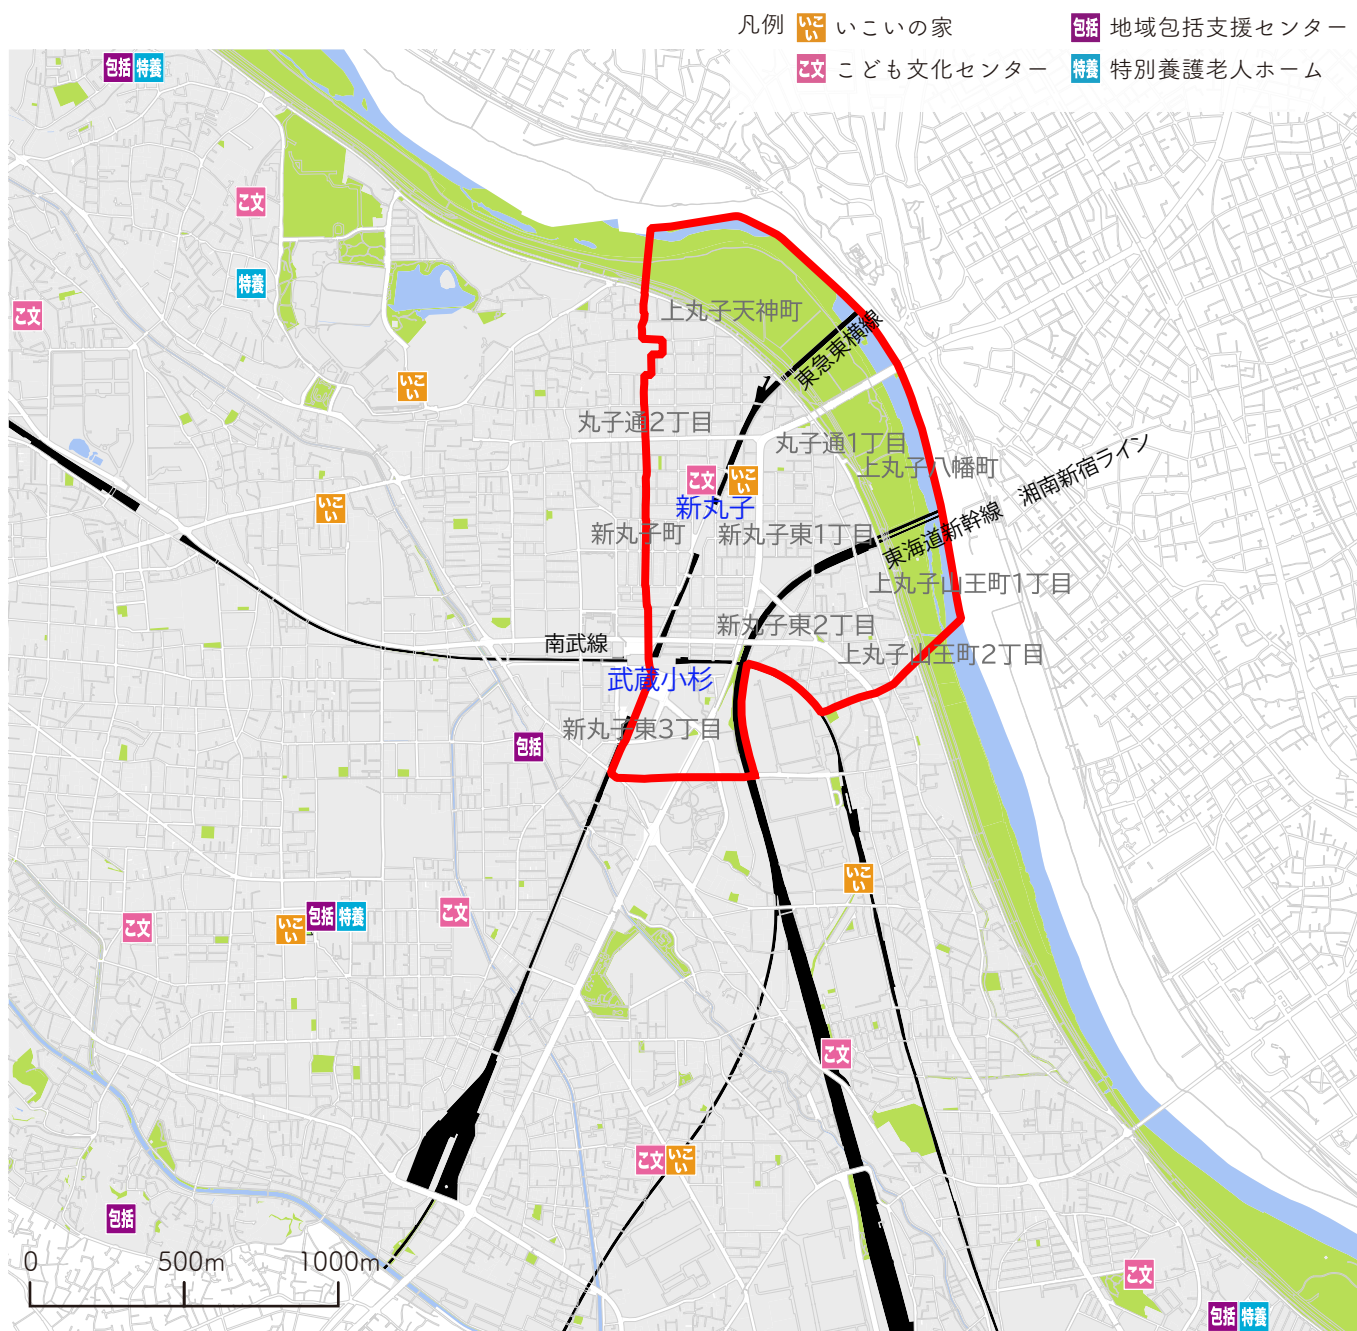 凡例 いこい いこいの家 包括 地域包括支援センター
こ文 こども文化センター 特養 特別養護老人ホーム
包括 特養
こ文
特養
上丸子天神町
こ文
東急東横線
いこい
丸子通2丁目
丸子通1丁目
上丸子八幡町
湘南新宿ライン
こ文 いこい
いこい
新丸子
新丸子町
新丸子東1丁目
東海道新幹線
上丸子山王町1丁目
新丸子東2丁目
南武線
上丸子山王町2丁目
武蔵小杉
新丸子東3丁目
包括
いこい
包括 特養
こ文
こ文
いこい
こ文
こ文 いこい
包括
0 500m 1000m
こ文
包括 特養